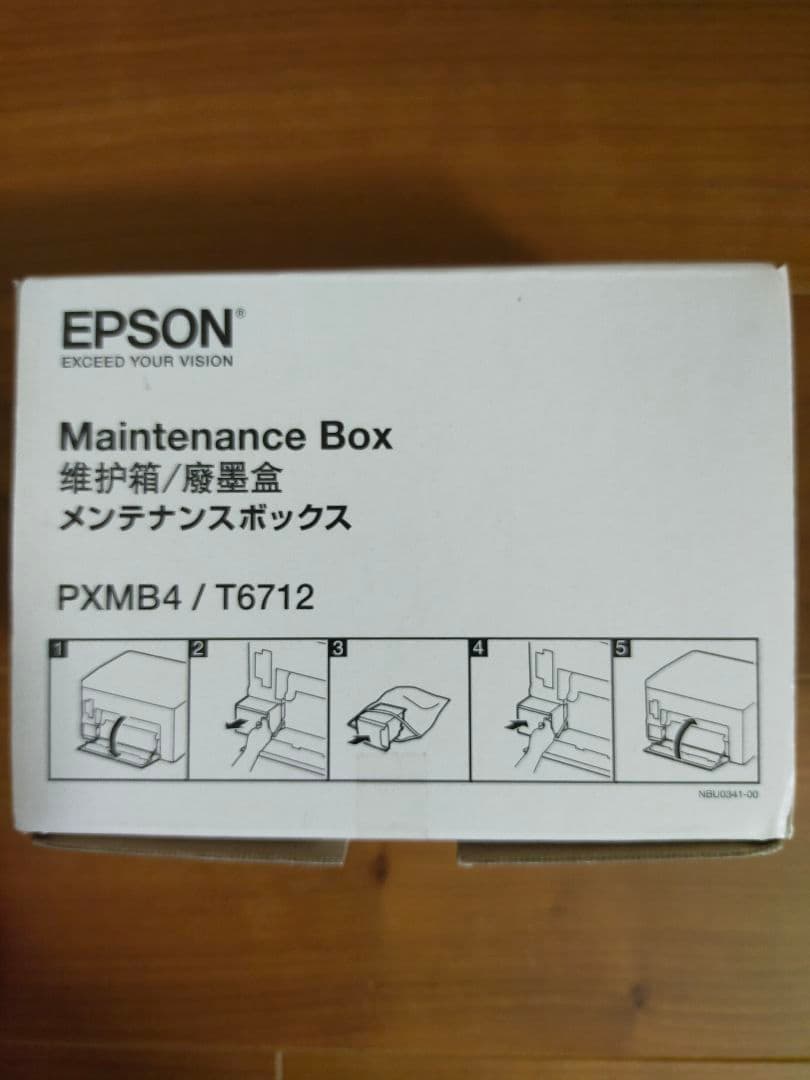 EPSON®
EXCEED YOUR VISION
Maintenance Box
维护箱/廢墨盒
メンテナンスボックス
PXMB4 / T6712
1 2 3 4 5
NBU0341-00